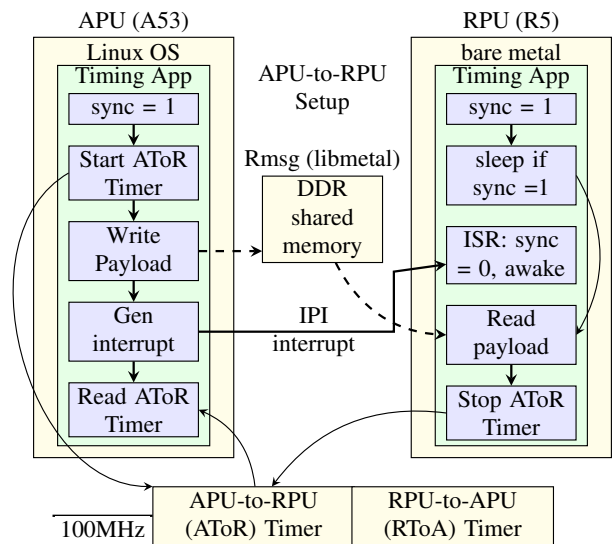 APU (A53)
Linux OS
Timing App
sync = 1
Start AToR
Timer
Write
Payload
Gen
interrupt
Read AToR
Timer
APU-to-RPU
Setup
Rmsg (libmetal)
DDR
shared
memory
IPI
interrupt
RPU (R5)
bare metal
Timing App
sync = 1
sleep if
sync =1
ISR: sync
= 0, awake
Read
payload
Stop AToR
Timer
100MHz
APU-to-RPU
(AToR) Timer
RPU-to-APU
(RToA) Timer